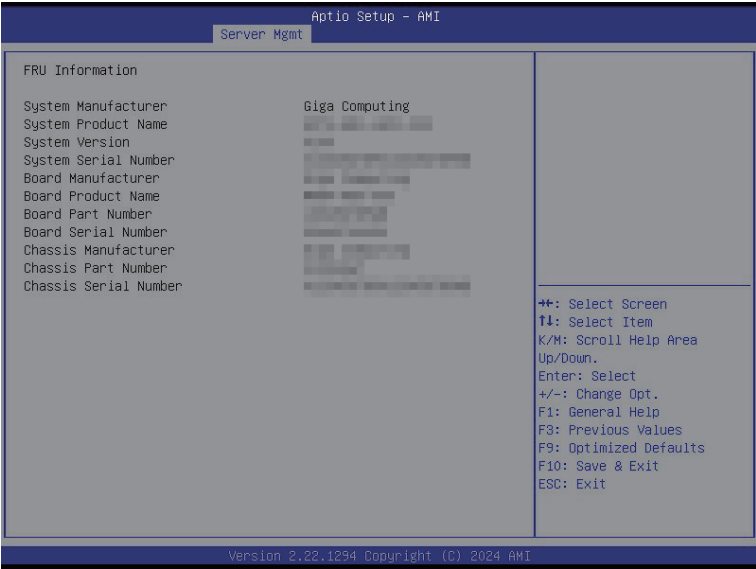 Aptio Setup – AMI
Server Mgmt
FRU Information
System Manufacturer Giga Computing
System Product Name
System Version
System Serial Number
Board Manufacturer
Board Product Name
Board Part Number
Board Serial Number
Chassis Manufacturer
Chassis Part Number
Chassis Serial Number
→←: Select Screen
↑↓: Select Item
K/M: Scroll Help Area
Up/Down.
Enter: Select
+/-: Change Opt.
F1: General Help
F3: Previous Values
F9: Optimized Defaults
F10: Save & Exit
ESC: Exit
Version 2.22.1294 Copyright (C) 2024 AMI